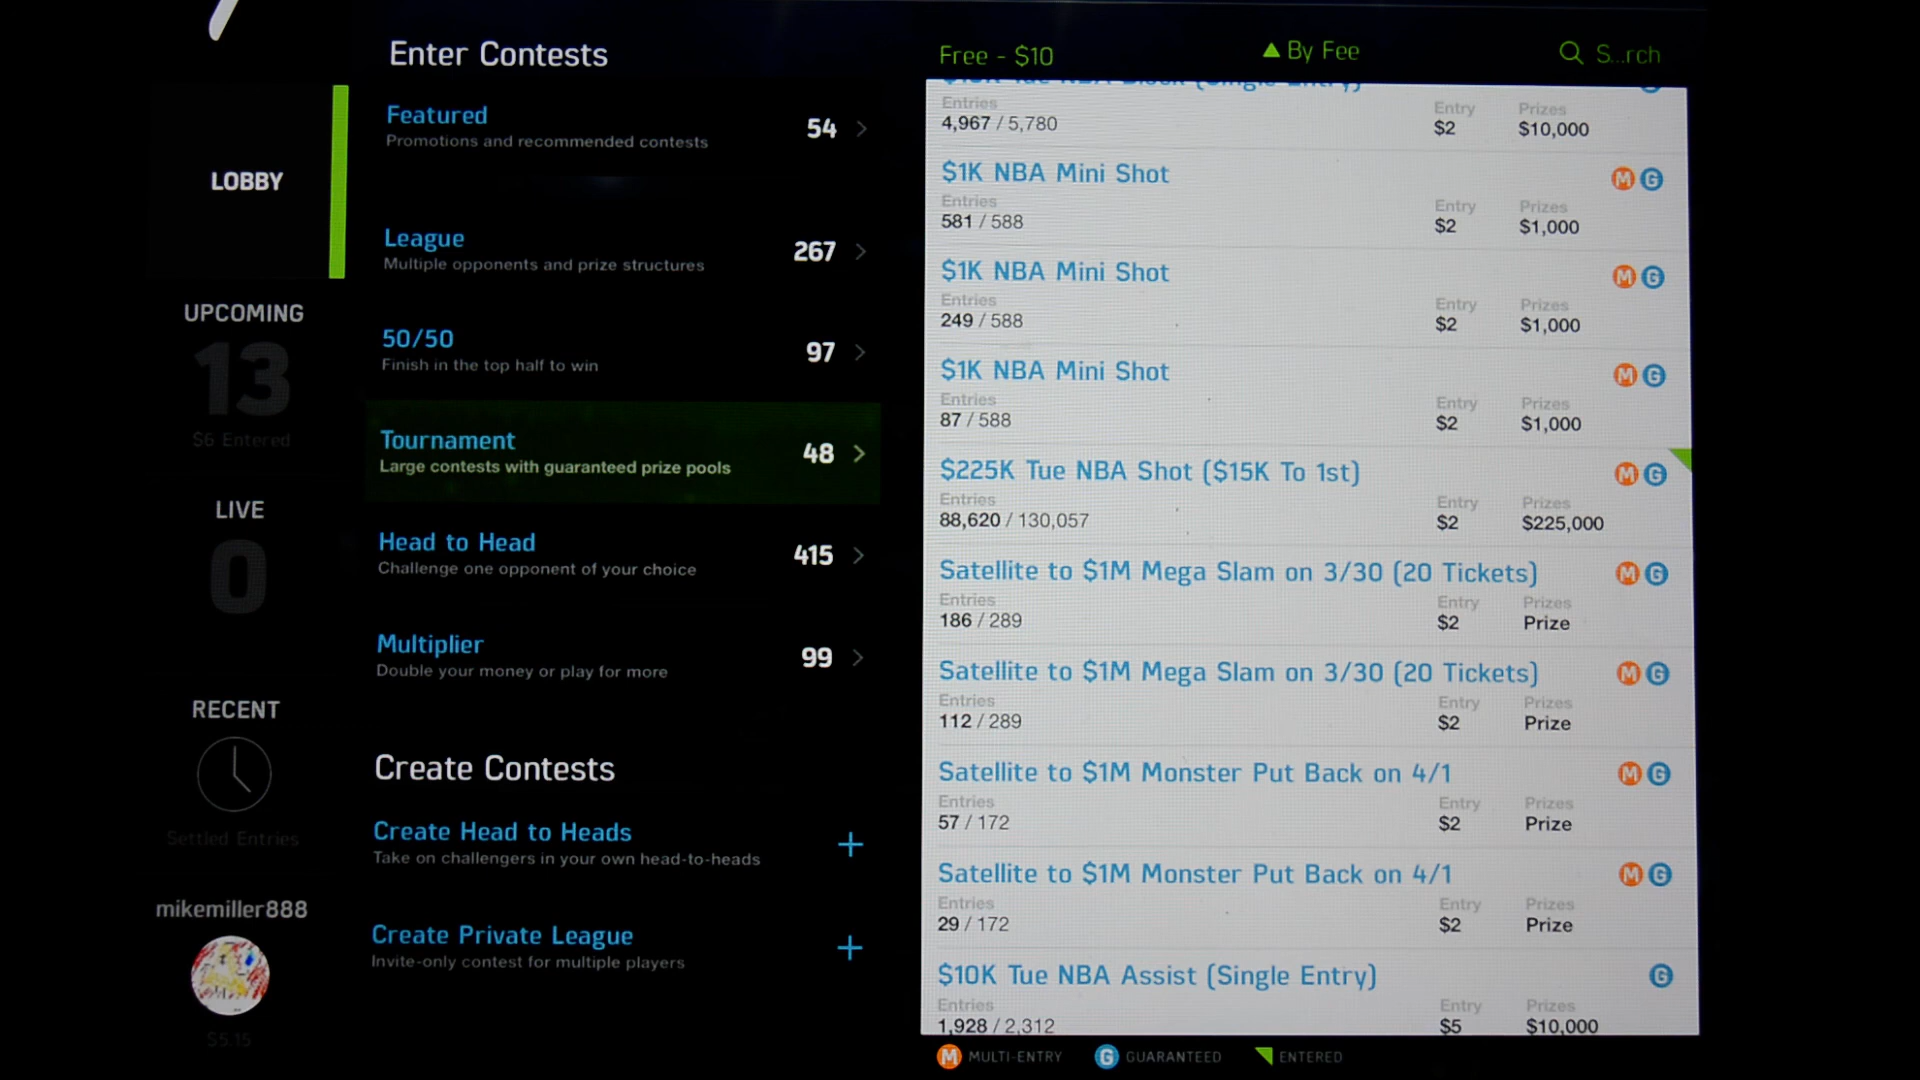 Enter Contests
Featured
Promotions and recommended contests
54
League
Multiple opponents and prize structures
267
50/50
Finish in the top half to win
97
Tournament
Large contests with guaranteed prize pools
48
Head to Head
Challenge one opponent of your choice
415
Multiplier
Double your money or play for more
99
Create Contests
Create Head to Heads
Take on challengers in your own head-to-heads
+
Create Private League
Invite-only contest for multiple players
+
LOBBY
UPCOMING
13
$6 Entered
LIVE
0
RECENT
Settled Entries
mikemiller888
$5.15
Free - $10
By Fee
S...rch
Entries Entry Prizes
4,967 / 5,780 $2 $10,000
$1K NBA Mini Shot M G
Entries Entry Prizes
581 / 588 $2 $1,000
$1K NBA Mini Shot M G
Entries Entry Prizes
249 / 588 $2 $1,000
$1K NBA Mini Shot M G
Entries Entry Prizes
87 / 588 $2 $1,000
$225K Tue NBA Shot ($15K To 1st) M G
Entries Entry Prizes
88,620 / 130,057 $2 $225,000
Satellite to $1M Mega Slam on 3/30 (20 Tickets) M G
Entries Entry Prizes
186 / 289 $2 Prize
Satellite to $1M Mega Slam on 3/30 (20 Tickets) M G
Entries Entry Prizes
112 / 289 $2 Prize
Satellite to $1M Monster Put Back on 4/1 M G
Entries Entry Prizes
57 / 172 $2 Prize
Satellite to $1M Monster Put Back on 4/1 M G
Entries Entry Prizes
29 / 172 $2 Prize
$10K Tue NBA Assist (Single Entry) G
Entries Entry Prizes
1,928 / 2,312 $5 $10,000
M MULTI-ENTRY G GUARANTEED ENTERED